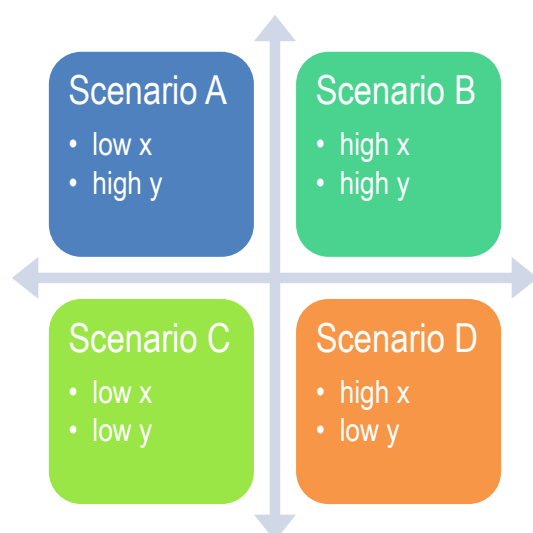 Scenario A
• low x
• high y
Scenario B
• high x
• high y
Scenario C
• low x
• low y
Scenario D
• high x
• low y